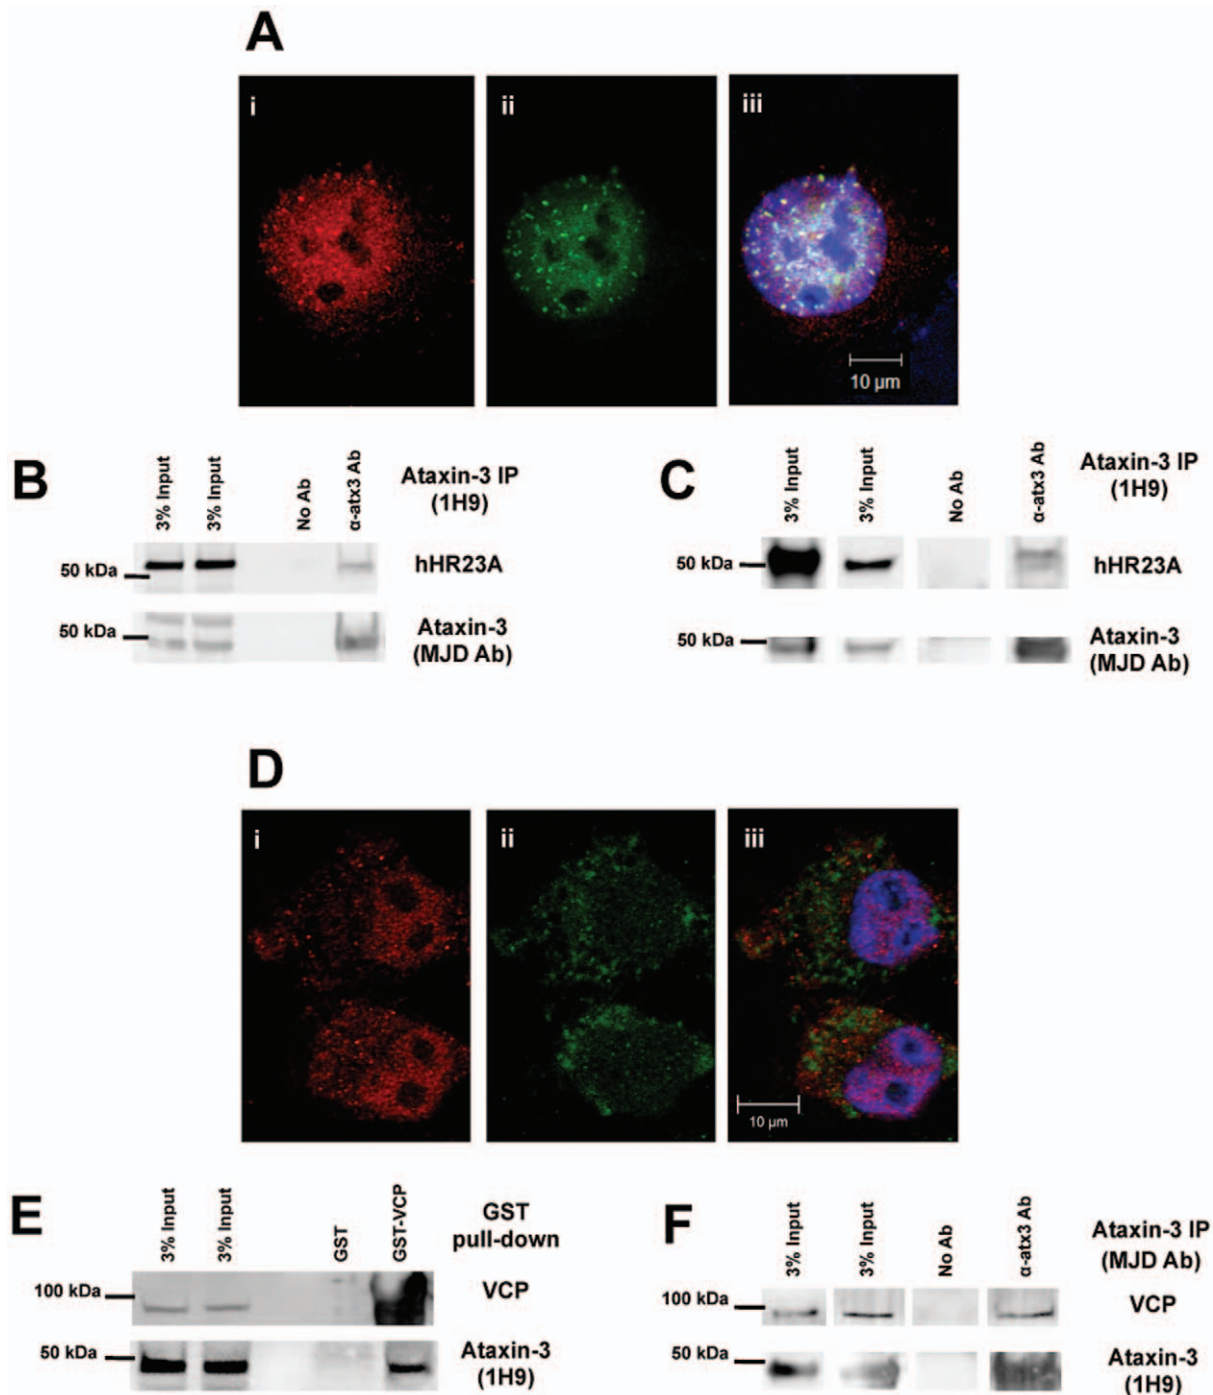 A
i
ii
iii
10 µm
B
3% Input
3% Input
No Ab
α-atx3 Ab
Ataxin-3 IP
(1H9)
50 kDa
hHR23A
50 kDa
Ataxin-3
(MJD Ab)
C
3% Input
3% Input
No Ab
α-atx3 Ab
Ataxin-3 IP
(1H9)
50 kDa
hHR23A
50 kDa
Ataxin-3
(MJD Ab)
D
i
ii
iii
10 µm
E
3% Input
3% Input
GST
GST-VCP
GST
pull-down
100 kDa
VCP
50 kDa
Ataxin-3
(1H9)
F
3% Input
3% Input
No Ab
α-atx3 Ab
Ataxin-3 IP
(MJD Ab)
100 kDa
VCP
50 kDa
Ataxin-3
(1H9)